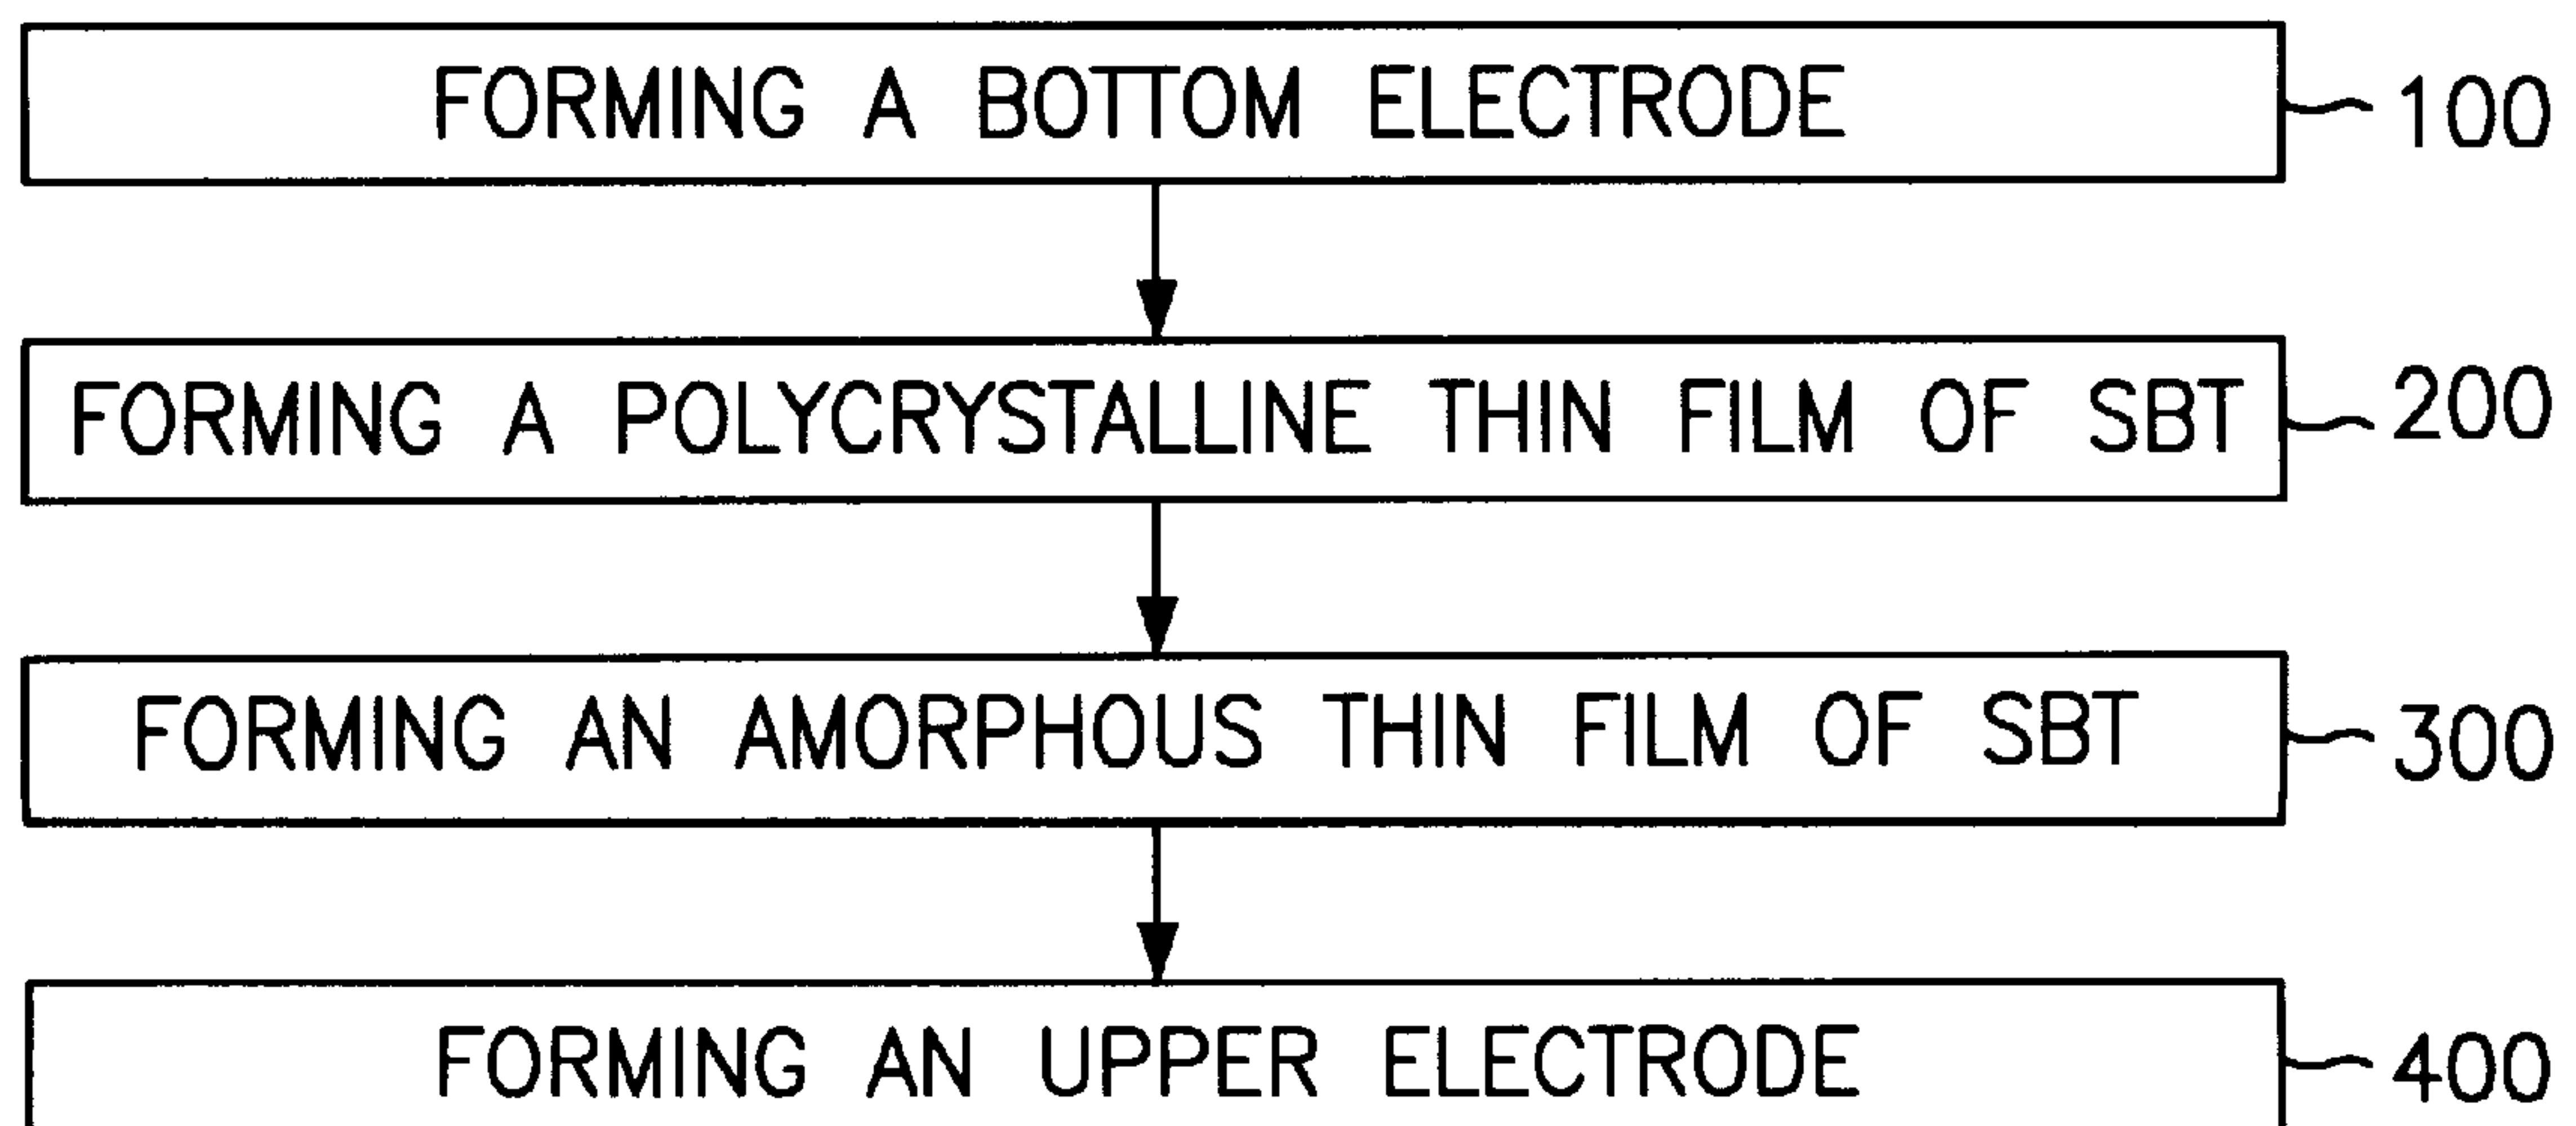 FORMING A BOTTOM ELECTRODE 100
FORMING A POLYCRYSTALLINE THIN FILM OF SBT 200
FORMING AN AMORPHOUS THIN FILM OF SBT 300
FORMING AN UPPER ELECTRODE 400